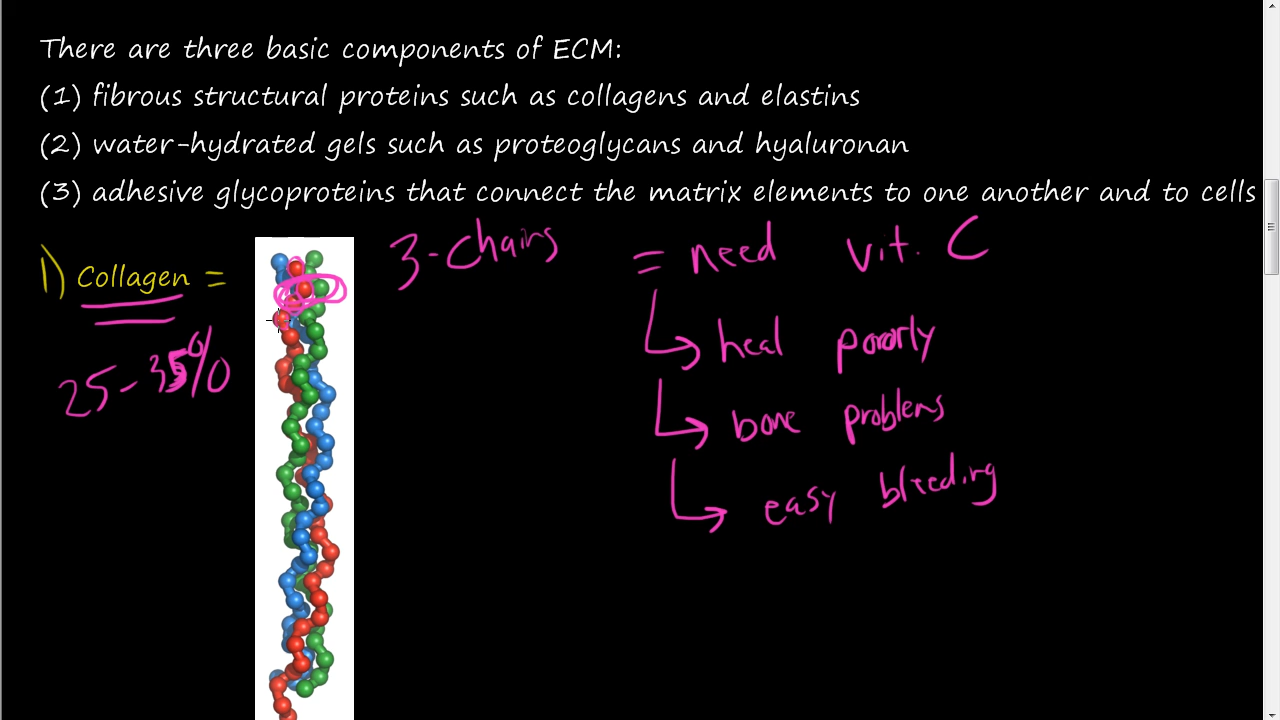 There are three basic components of ECM:
(1) fibrous structural proteins such as collagens and elastins
(2) water-hydrated gels such as proteoglycans and hyaluronan
(3) adhesive glycoproteins that connect the matrix elements to one another and to cells
1) Collagen =
25-35%
3-chains
= need vit. C
heal poorly
bone problems
easy bleeding